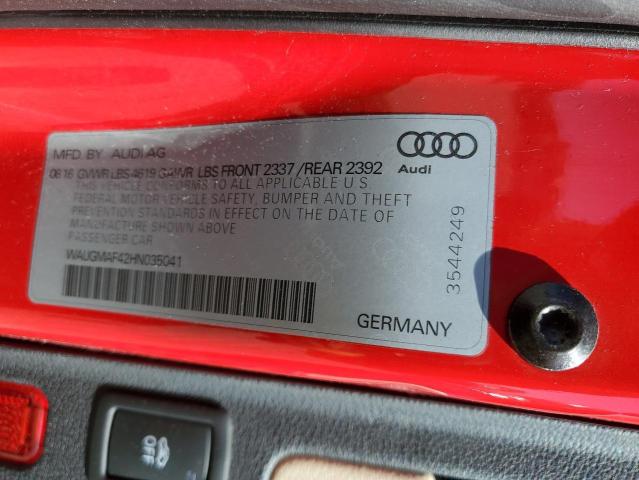 MFD. BY AUDI AG
08 16 GVWR LBS 4619 GAWR LBS FRONT 2337 / REAR 2392
THIS VEHICLE CONFORMS TO ALL APPLICABLE U S
FEDERAL MOTOR VEHICLE SAFETY, BUMPER AND THEFT
PREVENTION STANDARDS IN EFFECT ON THE DATE OF
MANUFACTURE SHOWN ABOVE
PASSENGER CAR
WAUGMAF42HN035041
Audi
3544249
GERMANY
OFF